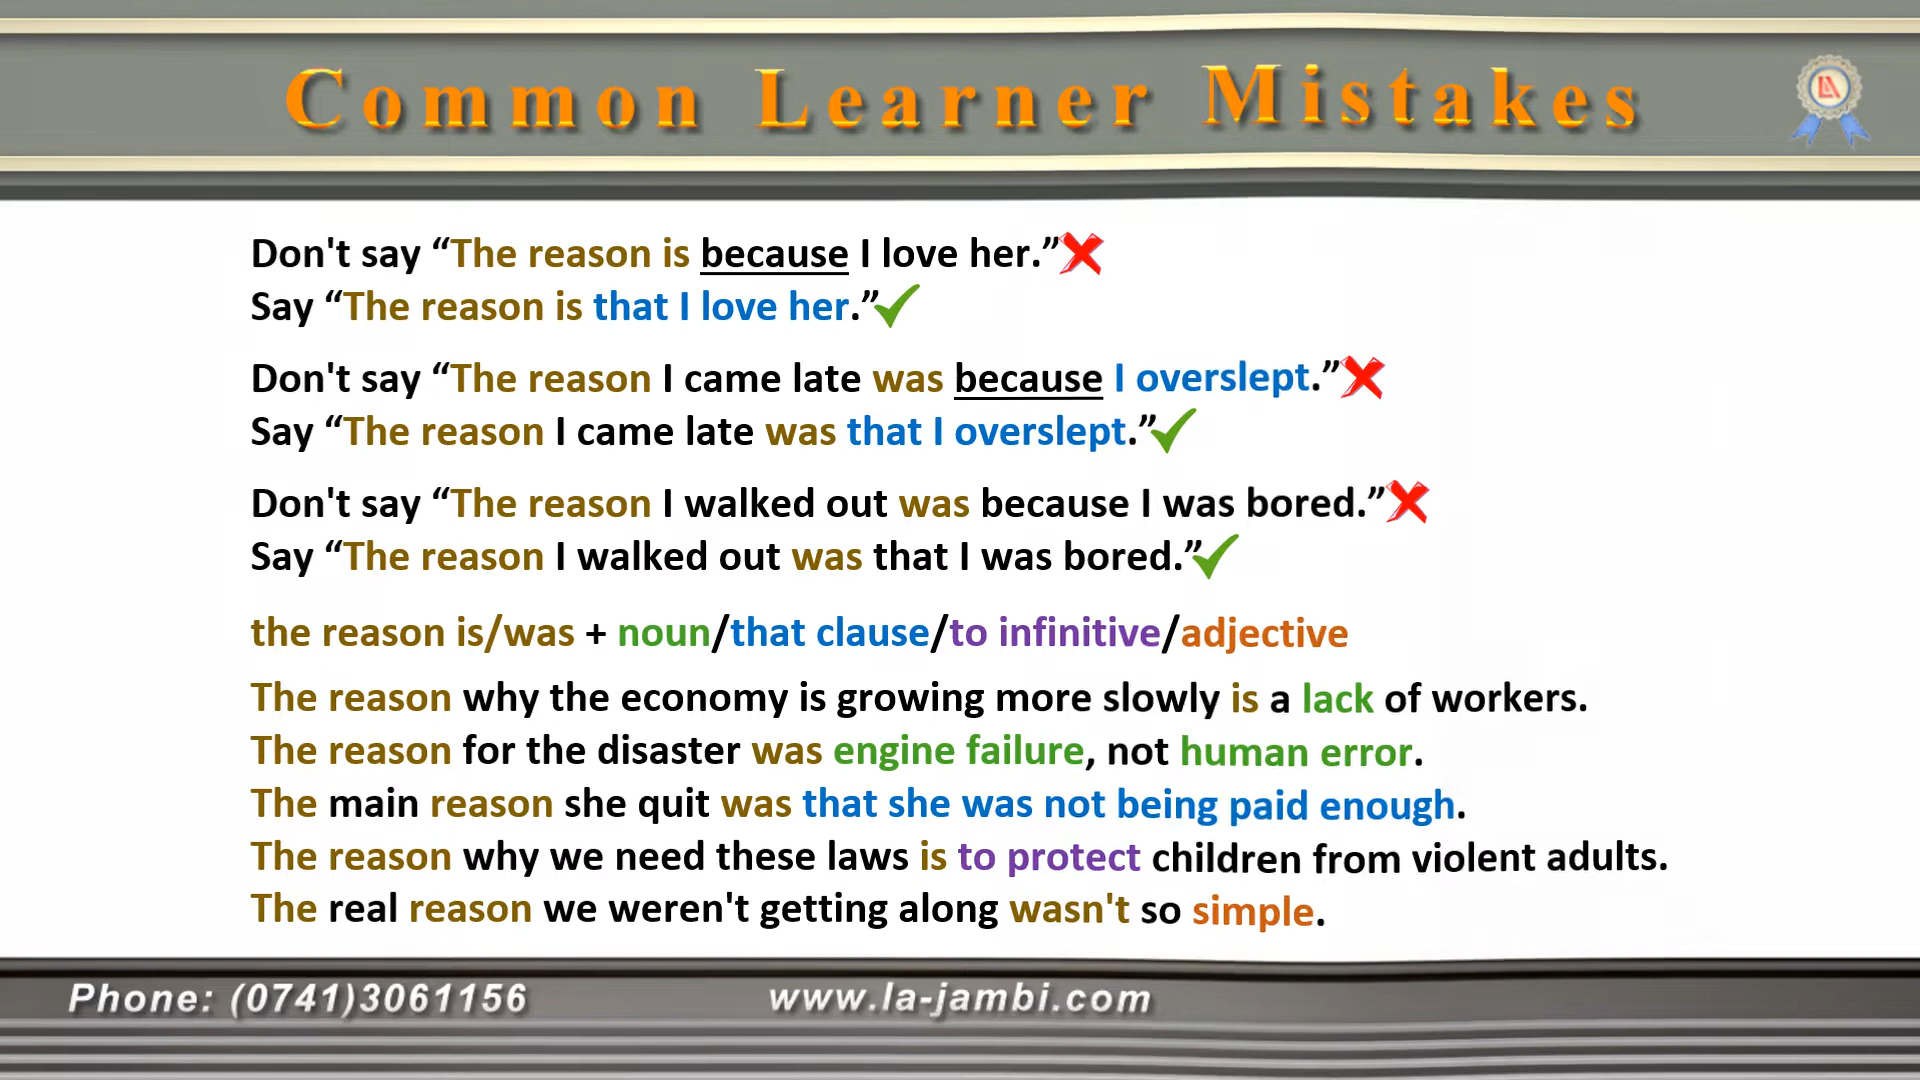 Common Learner Mistakes
Don't say “The reason is because I love her.”
Say “The reason is that I love her.”
Don't say “The reason I came late was because I overslept.”
Say “The reason I came late was that I overslept.”
Don't say “The reason I walked out was because I was bored.”
Say “The reason I walked out was that I was bored.”
the reason is/was + noun/that clause/to infinitive/adjective
The reason why the economy is growing more slowly is a lack of workers.
The reason for the disaster was engine failure, not human error.
The main reason she quit was that she was not being paid enough.
The reason why we need these laws is to protect children from violent adults.
The real reason we weren't getting along wasn't so simple.
Phone: (0741)3061156
www.la-jambi.com